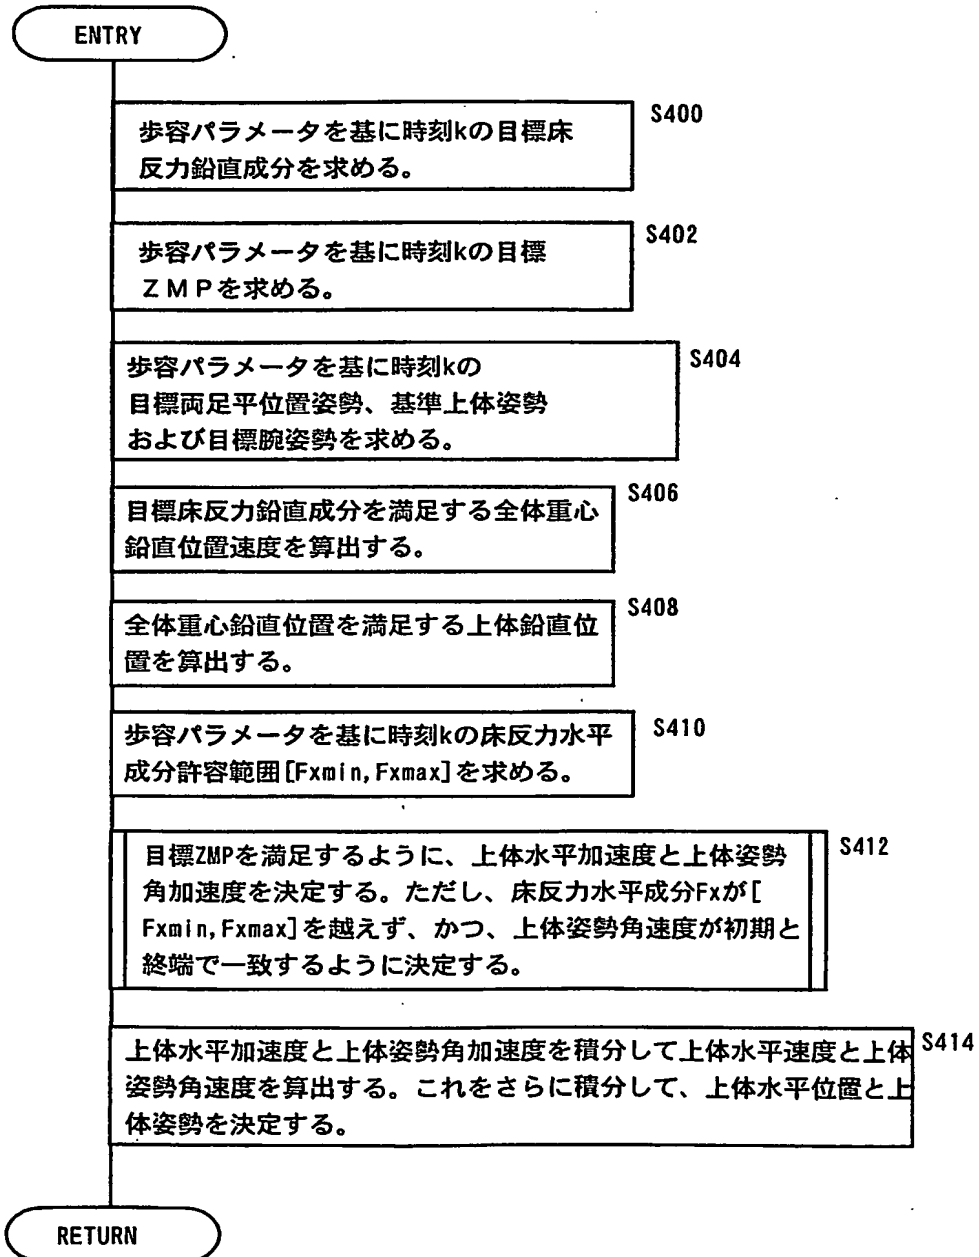 ENTRY
S400
歩容パラメータを基に時刻kの目標床
反力鉛直成分を求める。
S402
歩容パラメータを基に時刻kの目標
ＺＭＰを求める。
S404
歩容パラメータを基に時刻kの
目標両足平位置姿勢、基準上体姿勢
および目標腕姿勢を求める。
S406
目標床反力鉛直成分を満足する全体重心
鉛直位置速度を算出する。
S408
全体重心鉛直位置を満足する上体鉛直位
置を算出する。
S410
歩容パラメータを基に時刻kの床反力水平
成分許容範囲[Fxmin,Fxmax]を求める。
S412
目標ZMPを満足するように、上体水平加速度と上体姿勢
角加速度を決定する。ただし、床反力水平成分Fxが[
Fxmin,Fxmax]を越えず、かつ、上体姿勢角速度が初期と
終端で一致するように決定する。
S414
上体水平加速度と上体姿勢角加速度を積分して上体水平速度と上体
姿勢角速度を算出する。これをさらに積分して、上体水平位置と上
体姿勢を決定する。
RETURN